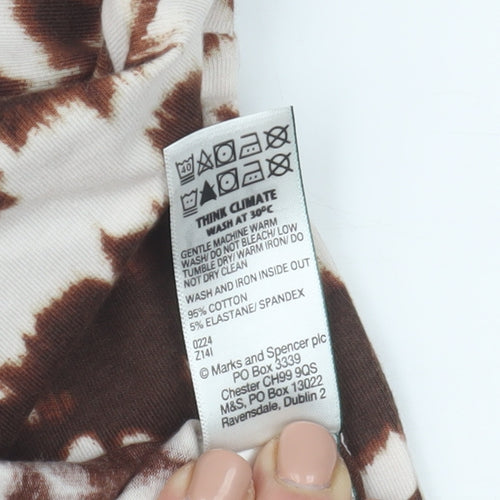 40
THINK CLIMATE
WASH AT 30°C
GENTLE MACHINE WARM
WASH/ DO NOT BLEACH/ LOW
TUMBLE DRY/ WARM IRON/ DO
NOT DRY CLEAN
WASH AND IRON INSIDE OUT
95% COTTON
5% ELASTANE/ SPANDEX
0224
Z14I
© Marks and Spencer plc
PO Box 3339
Chester CH99 9QS
M&S, PO Box 13022
Ravensdale, Dublin 2